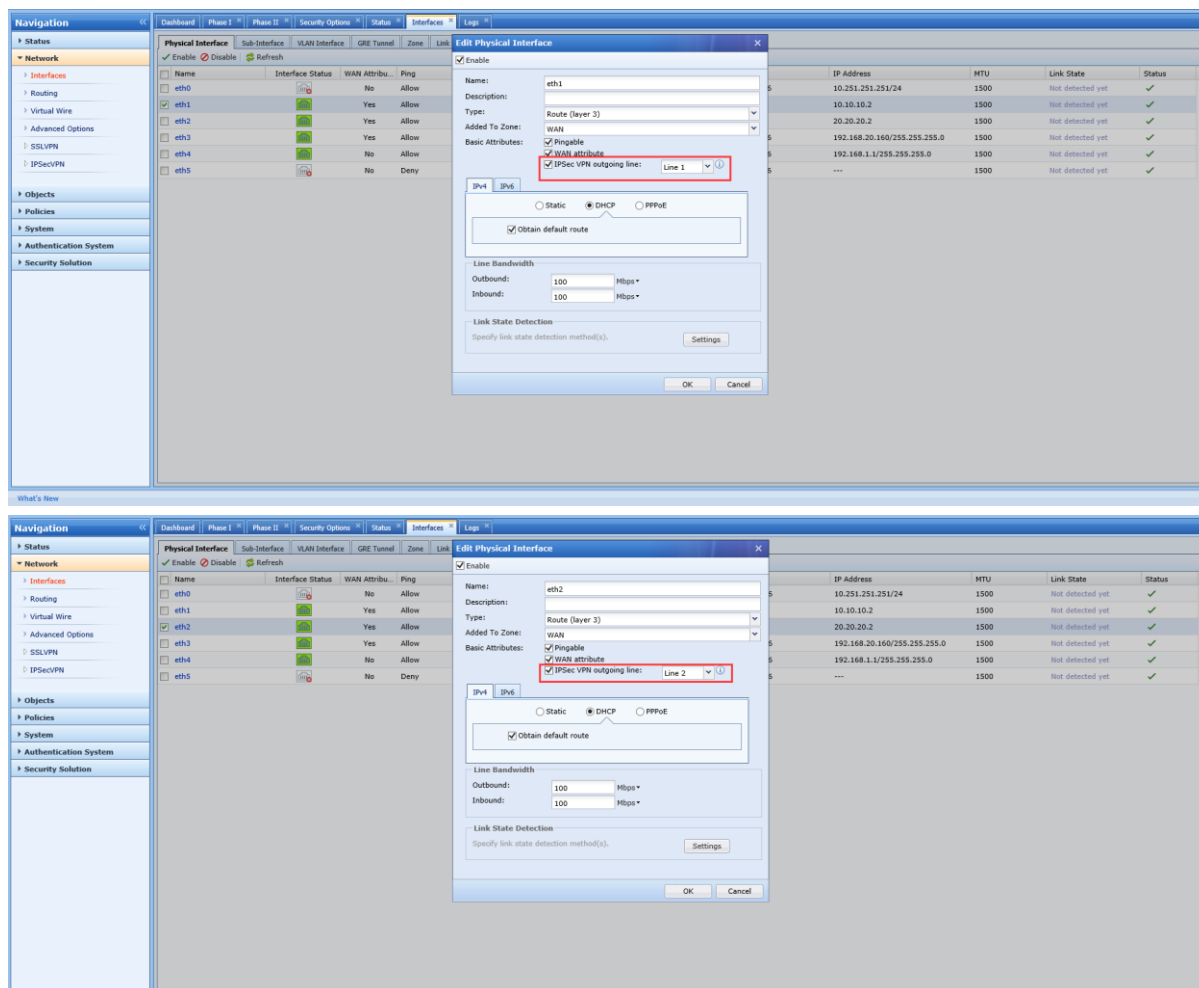 Navigation «
Dashboard Phase I × Phase II × Security Options × Status × Interfaces × Logs ×
Status
Network
Interfaces
Routing
Virtual Wire
Advanced Options
SSLVPN
IPSecVPN
Objects
Policies
System
Authentication System
Security Solution
Physical Interface Sub-Interface VLAN Interface GRE Tunnel Zone Link
Enable Disable Refresh
Name Interface Status WAN Attribu... Ping IP Address MTU Link State Status
eth0 No Allow 10.251.251.251/24 1500 Not detected yet
eth1 Yes Allow 10.10.10.2 1500 Not detected yet
eth2 Yes Allow 20.20.20.2 1500 Not detected yet
eth3 Yes Allow 192.168.20.160/255.255.255.0 1500 Not detected yet
eth4 No Allow 192.168.1.1/255.255.255.0 1500 Not detected yet
eth5 No Deny --- 1500 Not detected yet
Edit Physical Interface ×
Enable
Name: eth1
Description:
Type: Route (layer 3)
Added To Zone: WAN
Basic Attributes: Pingable
WAN attribute
IPSec VPN outgoing line: Line 1
IPv4 IPv6
Static DHCP PPPoE
Obtain default route
Line Bandwidth
Outbound: 100 Mbps
Inbound: 100 Mbps
Link State Detection
Specify link state detection method(s). Settings
OK Cancel
What's New
Navigation «
Dashboard Phase I × Phase II × Security Options × Status × Interfaces × Logs ×
Status
Network
Interfaces
Routing
Virtual Wire
Advanced Options
SSLVPN
IPSecVPN
Objects
Policies
System
Authentication System
Security Solution
Physical Interface Sub-Interface VLAN Interface GRE Tunnel Zone Link
Enable Disable Refresh
Name Interface Status WAN Attribu... Ping IP Address MTU Link State Status
eth0 No Allow 10.251.251.251/24 1500 Not detected yet
eth1 Yes Allow 10.10.10.2 1500 Not detected yet
eth2 Yes Allow 20.20.20.2 1500 Not detected yet
eth3 Yes Allow 192.168.20.160/255.255.255.0 1500 Not detected yet
eth4 No Allow 192.168.1.1/255.255.255.0 1500 Not detected yet
eth5 No Deny --- 1500 Not detected yet
Edit Physical Interface ×
Enable
Name: eth2
Description:
Type: Route (layer 3)
Added To Zone: WAN
Basic Attributes: Pingable
WAN attribute
IPSec VPN outgoing line: Line 2
IPv4 IPv6
Static DHCP PPPoE
Obtain default route
Line Bandwidth
Outbound: 100 Mbps
Inbound: 100 Mbps
Link State Detection
Specify link state detection method(s). Settings
OK Cancel